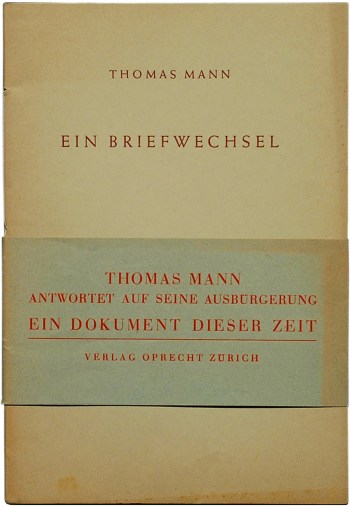 THOMAS MANN
EIN BRIEFWECHSEL
THOMAS MANN
ANTWORTET AUF SEINE AUSBÜRGERUNG
EIN DOKUMENT DIESER ZEIT
VERLAG OPRECHT ZÜRICH